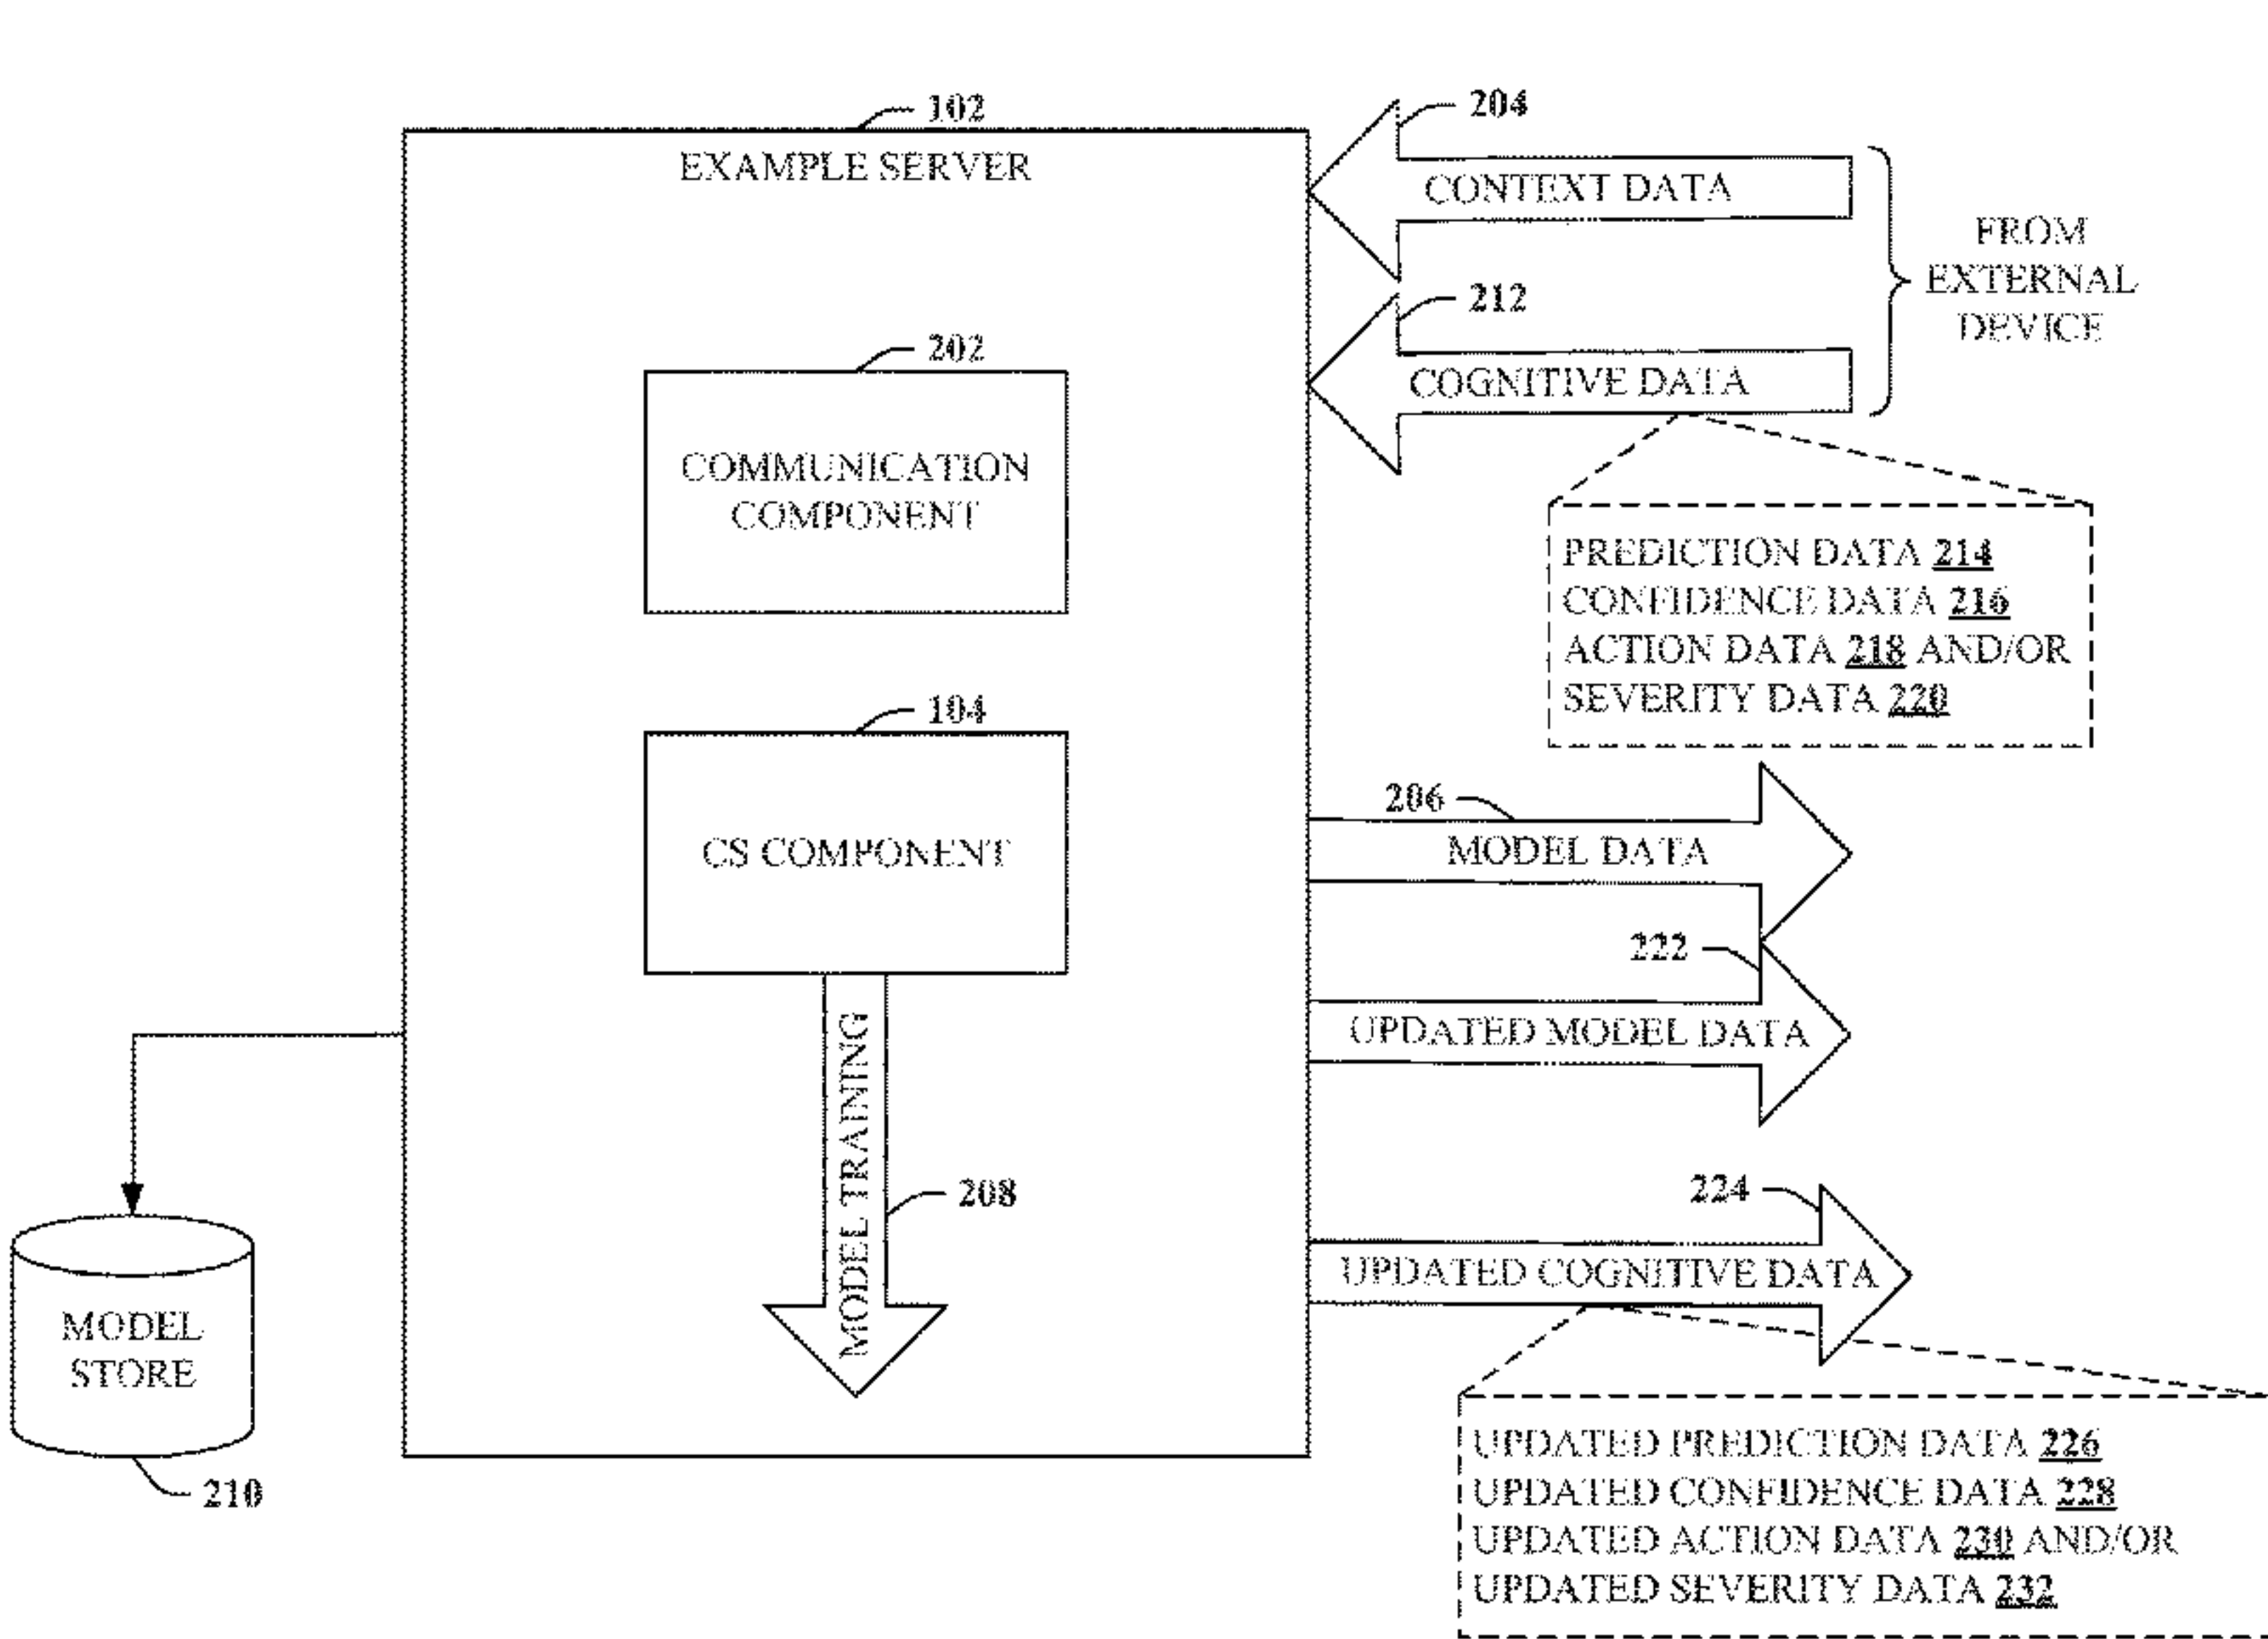 102
EXAMPLE SERVER
204
CONTEXT DATA
FROM
EXTERNAL
DEVICE
212
COGNITIVE DATA
202
COMMUNICATION
COMPONENT
PREDICTION DATA 214
CONFIDENCE DATA 216
ACTION DATA 218 AND/OR
SEVERITY DATA 220
104
CS COMPONENT
206
MODEL DATA
222
UPDATED MODEL DATA
MODEL TRAINING
208
224
UPDATED COGNITIVE DATA
MODEL
STORE
210
UPDATED PREDICTION DATA 226
UPDATED CONFIDENCE DATA 228
UPDATED ACTION DATA 230 AND/OR
UPDATED SEVERITY DATA 232